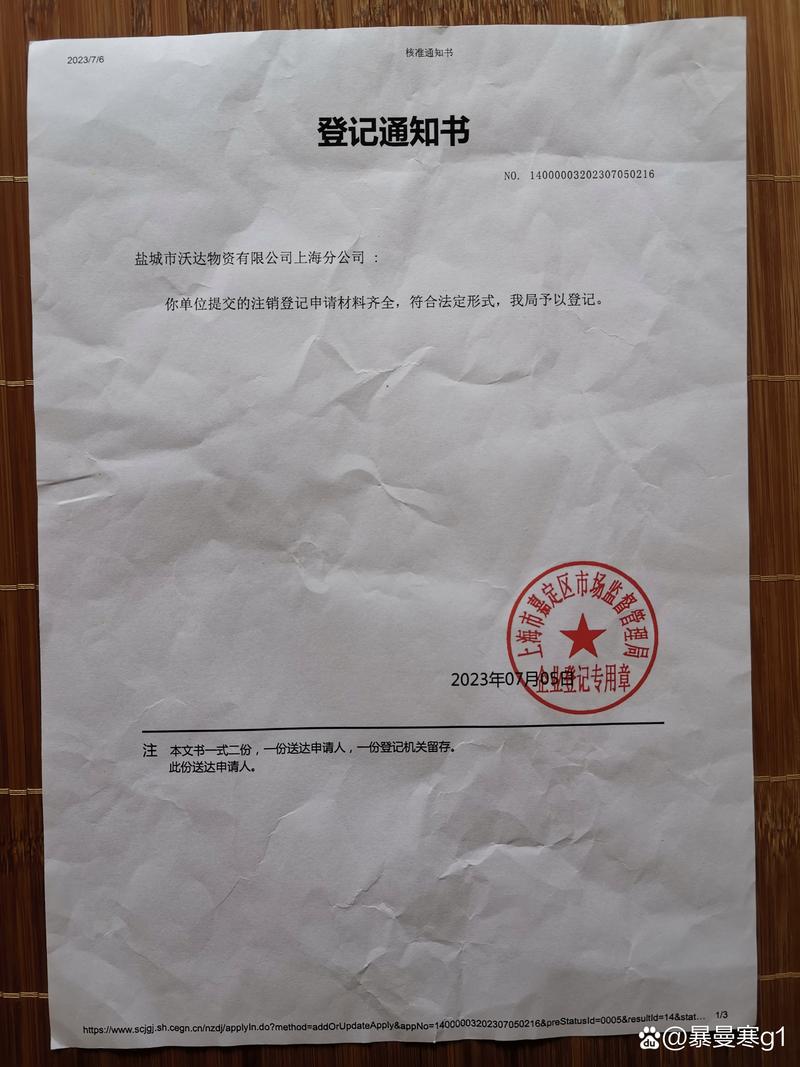 2023/7/6
核准通知书
登记通知书
NO. 14000003202307050216
盐城市沃达物资有限公司上海分公司 :
你单位提交的注销登记申请材料齐全，符合法定形式，我局予以登记。
上海市嘉定区市场监督管理局
企业登记专用章
2023年07月05日
注 本文书一式二份，一份送达申请人，一份登记机关留存。
此份送达申请人。
https://www.scjgj.sh.cegn.cn/nzdj/applyIn.do?method=addOrUpdateApply&appNo=14000003202307050216&preStatusId=0005&resultId=14&stat... 1/3
Bai du @暴曼寒g1